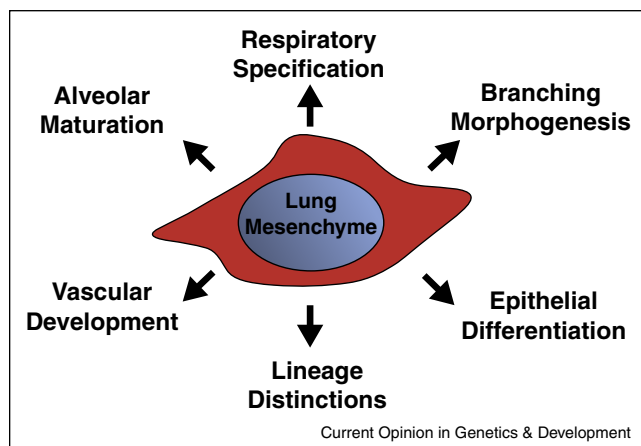 Respiratory
Specification
Alveolar
Maturation
Branching
Morphogenesis
Lung
Mesenchyme
Vascular
Development
Epithelial
Differentiation
Lineage
Distinctions
Current Opinion in Genetics & Development